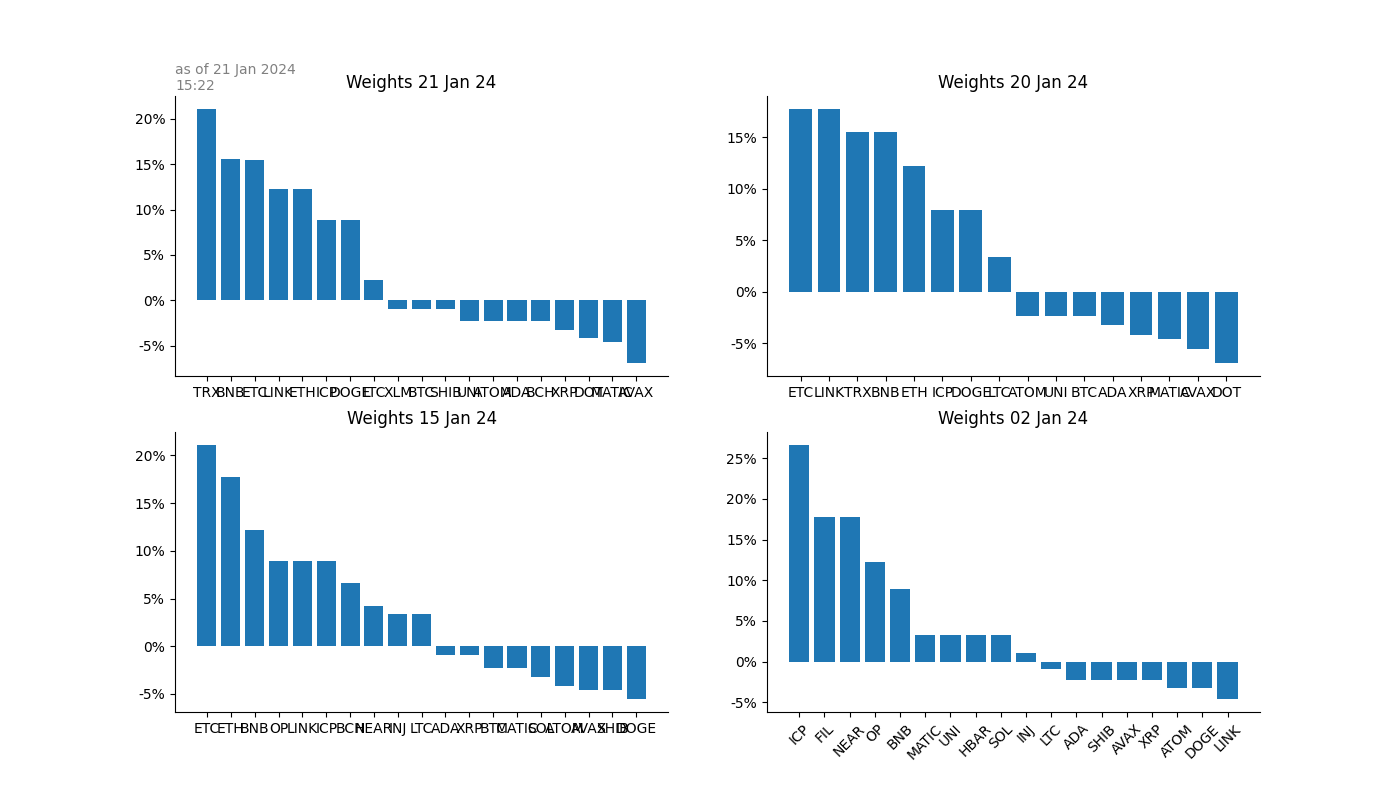 as of 21 Jan 2024
15:22
Weights 21 Jan 24
20%
15%
10%
5%
0%
-5%
TRX BNB ETC LINK ETH ICP DOGE LTC XLM BTC SHIB UNI ATOM ADA BCH XRP DOT MATIC AVAX
Weights 20 Jan 24
15%
10%
5%
0%
-5%
ETC LINK TRX BNB ETH ICP DOGE LTC ATOM UNI BTC ADA XRP MATIC AVAX DOT
Weights 15 Jan 24
20%
15%
10%
5%
0%
-5%
ETC ETH BNB OP LINK ICP BCH NEAR INJ LTC ADA XRP BTC MATIC SOL ATOM AVAX SHIB DOGE
Weights 02 Jan 24
25%
20%
15%
10%
5%
0%
-5%
ICP FIL NEAR OP BNB MATIC UNI HBAR SOL INJ LTC ADA SHIB AVAX XRP ATOM DOGE LINK